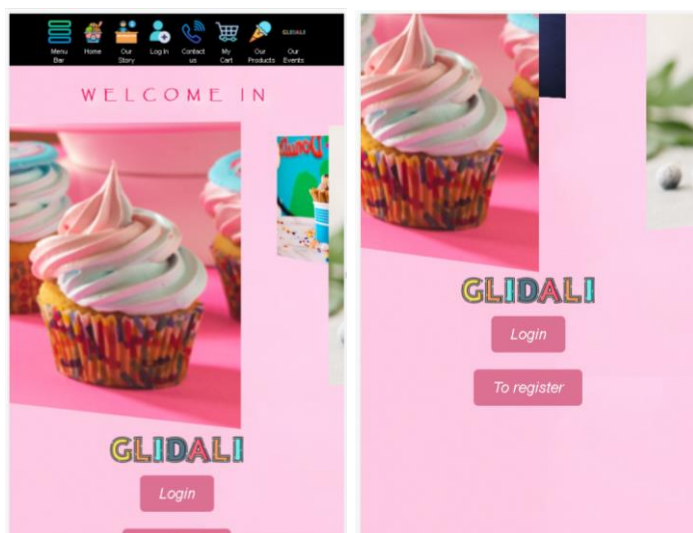 Menu Bar
Home
Our Story
Log In
Contact us
My Cart
Our Products
GLIDALI
Our Events
WELCOME IN
GLIDALI
Login
GLIDALI
Login
To register